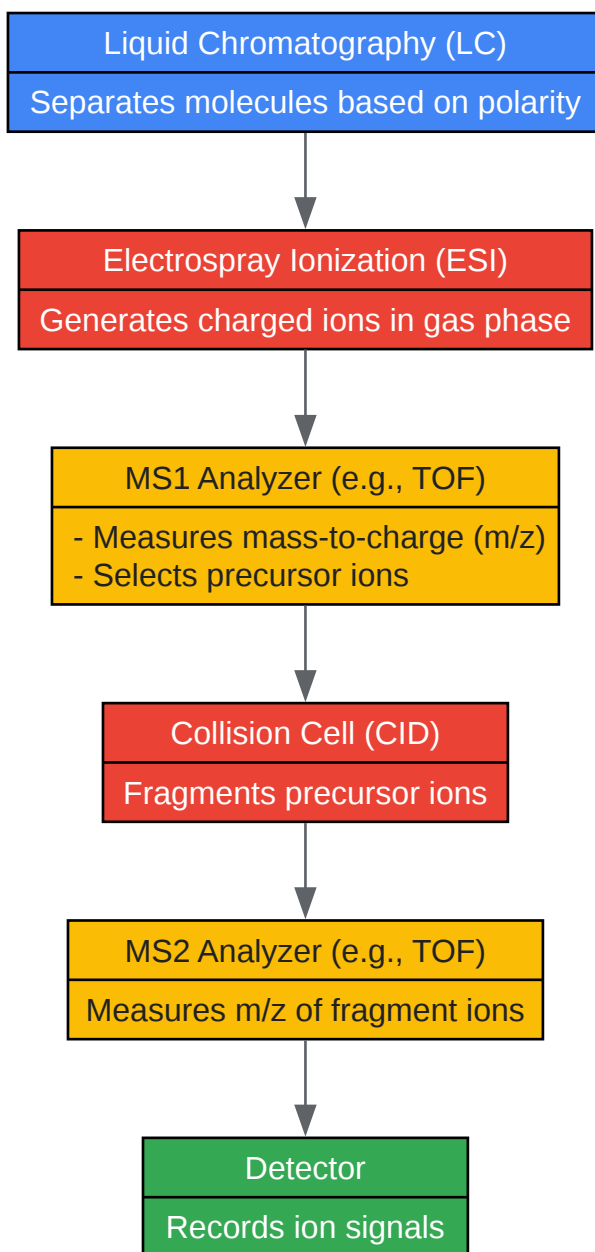 Liquid Chromatography (LC)
Separates molecules based on polarity
Electrospray Ionization (ESI)
Generates charged ions in gas phase
MS1 Analyzer (e.g., TOF)
- Measures mass-to-charge (m/z)
- Selects precursor ions
Collision Cell (CID)
Fragments precursor ions
MS2 Analyzer (e.g., TOF)
Measures m/z of fragment ions
Detector
Records ion signals